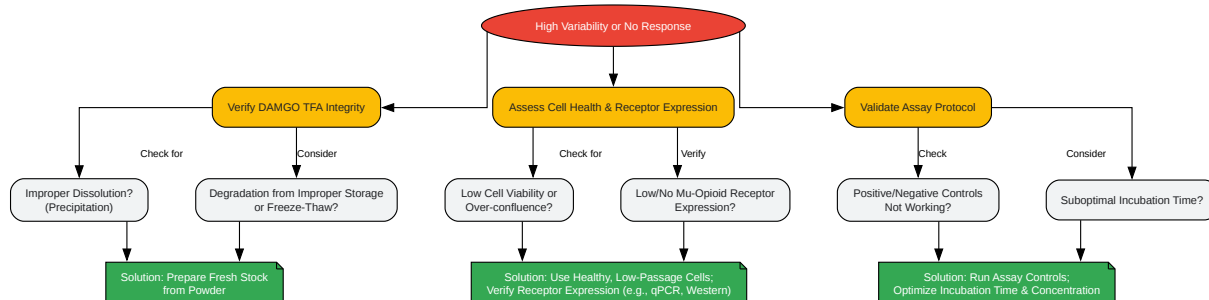 High Variability or No Response
Verify DAMGO TFA Integrity
Assess Cell Health & Receptor Expression
Validate Assay Protocol
Check for
Consider
Check for
Verify
Check
Consider
Improper Dissolution?
(Precipitation)
Degradation from Improper Storage
or Freeze-Thaw?
Low Cell Viability or
Over-confluence?
Low/No Mu-Opioid Receptor
Expression?
Positive/Negative Controls
Not Working?
Suboptimal Incubation Time?
Solution: Prepare Fresh Stock
from Powder
Solution: Use Healthy, Low-Passage Cells;
Verify Receptor Expression (e.g., qPCR, Western)
Solution: Run Assay Controls;
Optimize Incubation Time & Concentration